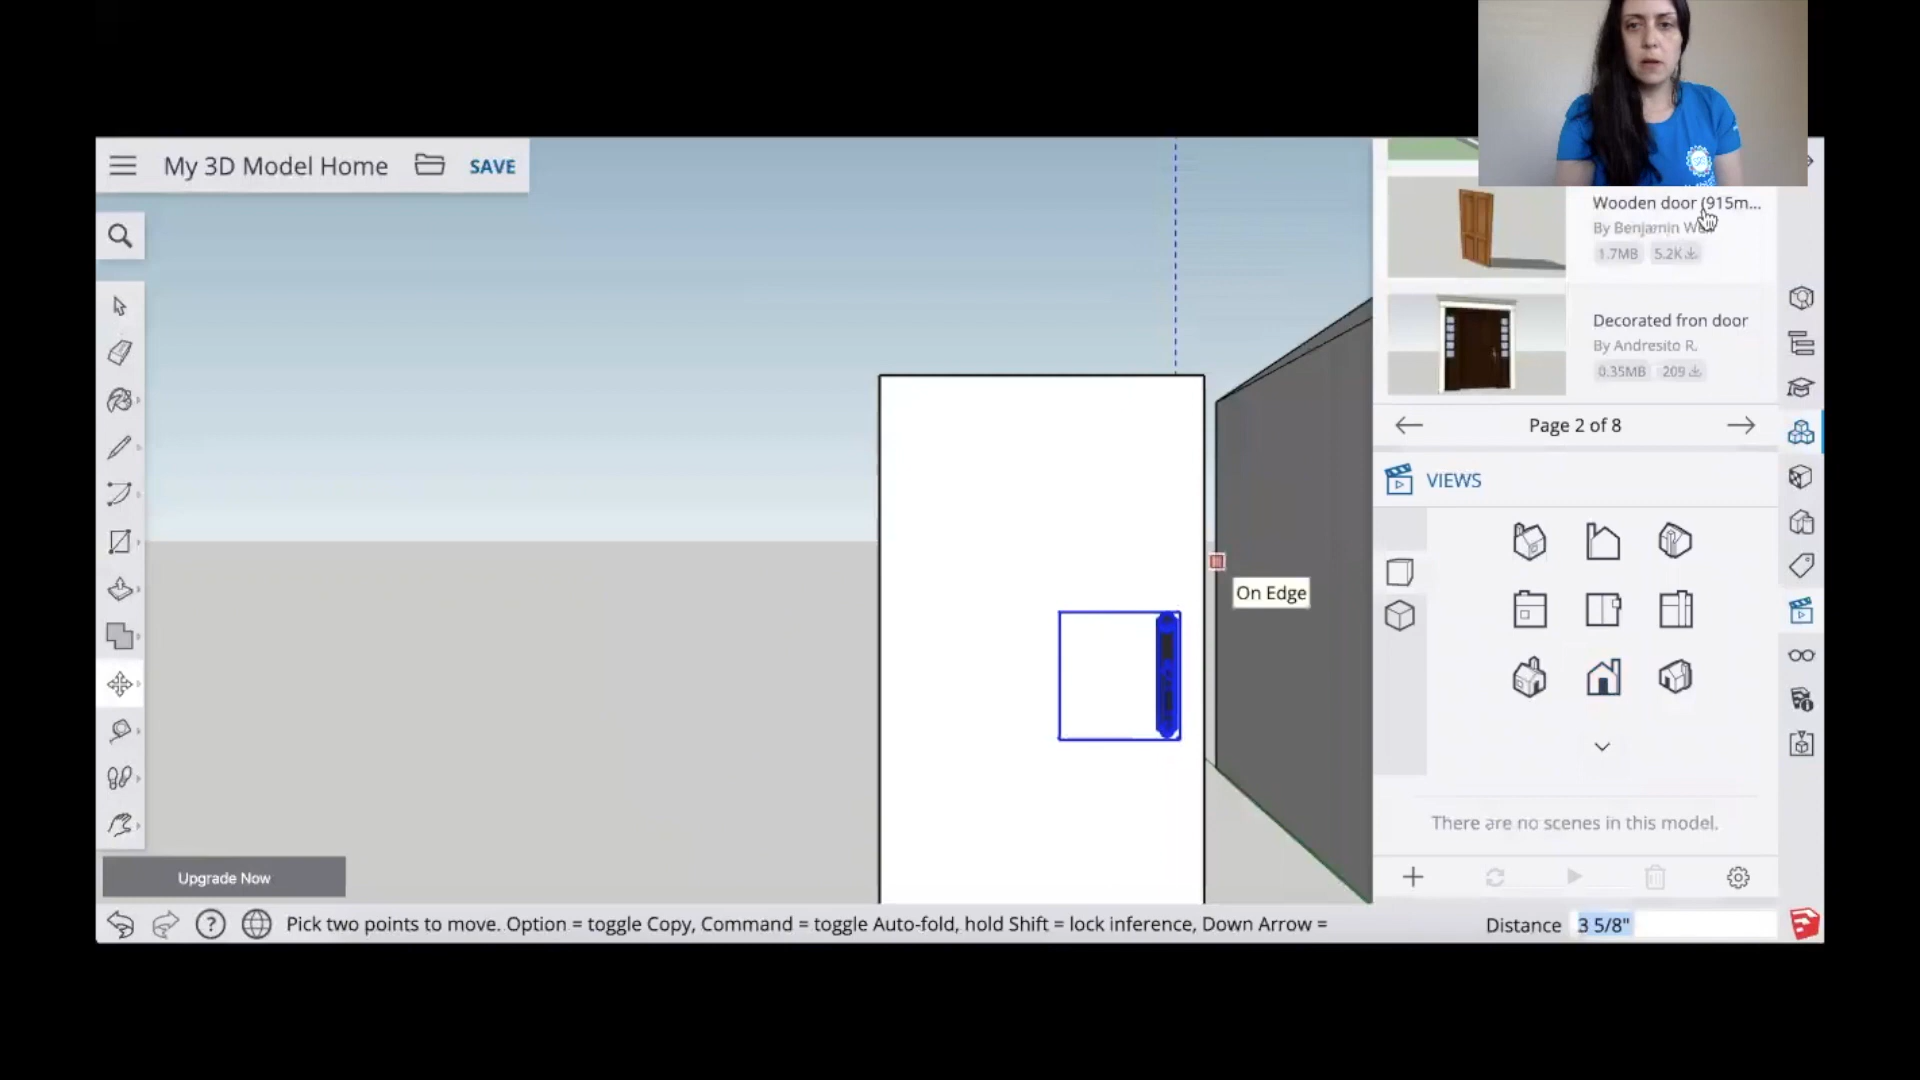 My 3D Model Home
SAVE
Wooden door (915m...
By Benjamin
1.7MB 5.2K
Decorated fron door
By Andresito R.
0.35MB 209
Page 2 of 8
VIEWS
On Edge
There are no scenes in this model.
Upgrade Now
Pick two points to move. Option = toggle Copy, Command = toggle Auto-fold, hold Shift = lock inference, Down Arrow =
Distance 3 5/8"